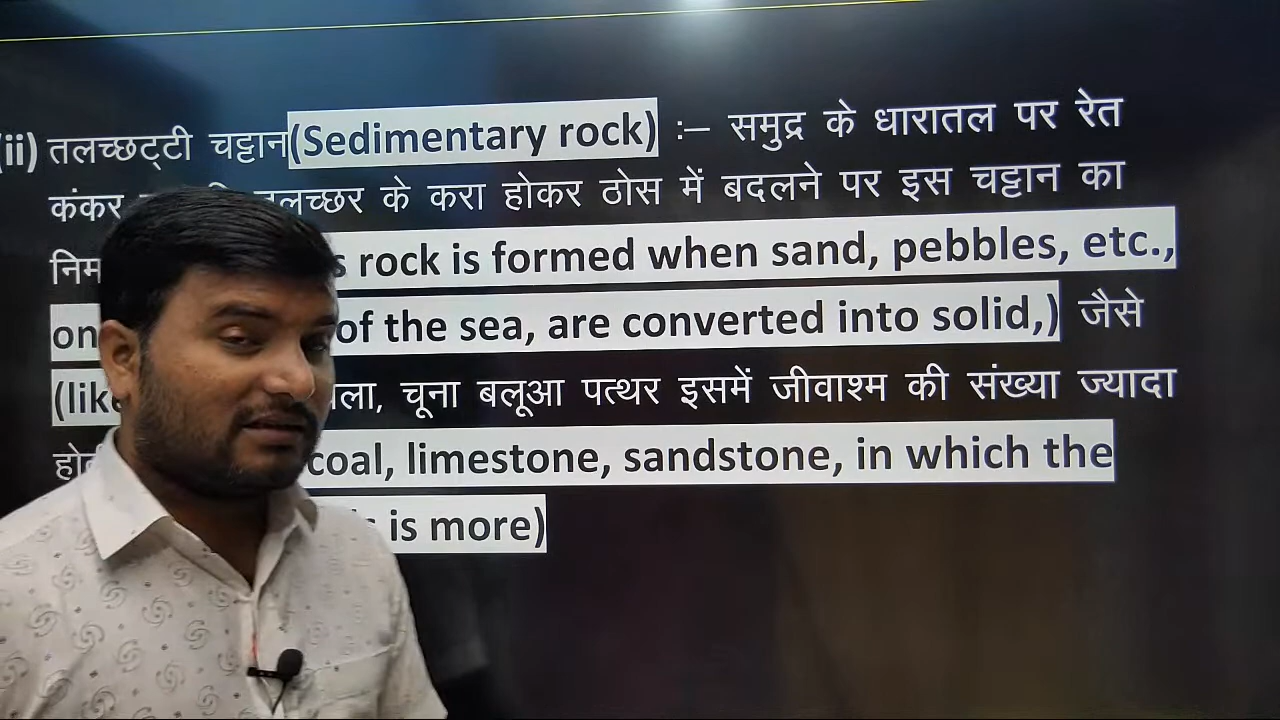 (ii) तलच्छट्टी चट्टान(Sedimentary rock) :– समुद्र के धारातल पर रेत
कंकर तलच्छर के करा होकर ठोस में बदलने पर इस चट्टान का
rock is formed when sand, pebbles, etc.,
on of the sea, are converted into solid,) जैसे
(like चूना बलूआ पत्थर इसमें जीवाश्म की संख्या ज्यादा
coal, limestone, sandstone, in which the
is more)